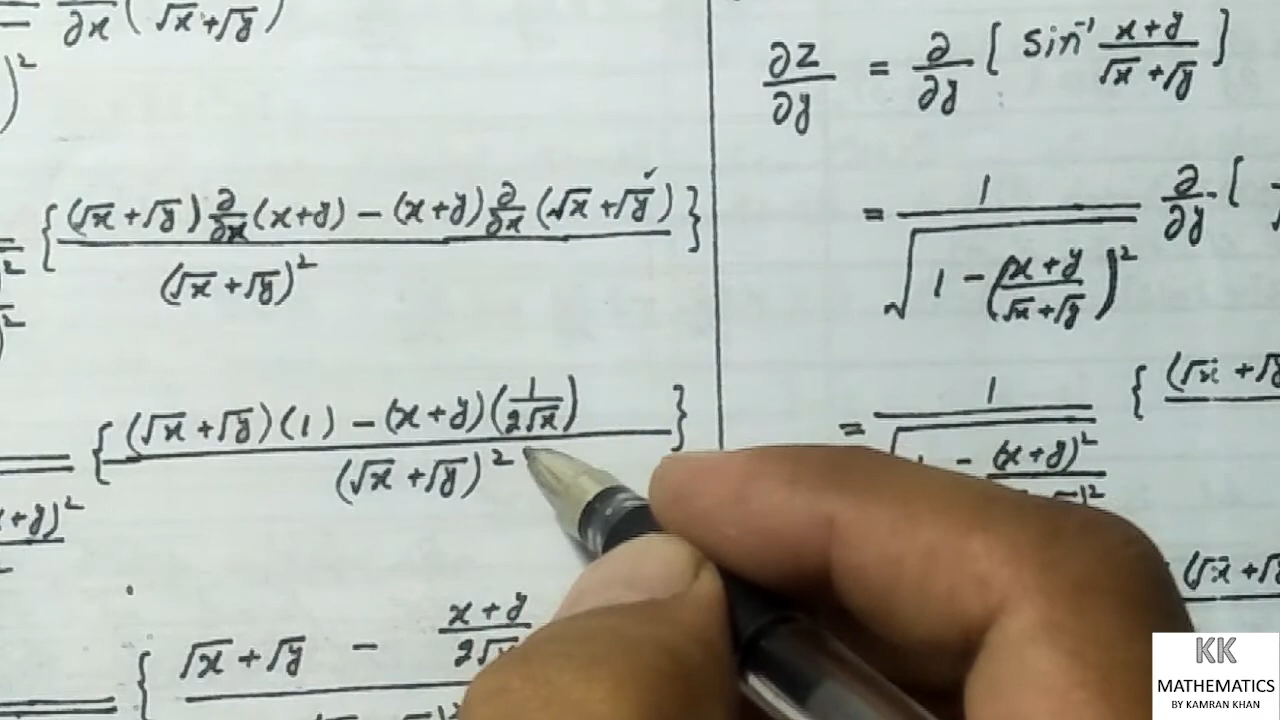 ∂/∂x (√x+√y)
)²
{ (√x+√y) ∂/∂x (x+y) − (x+y) ∂/∂x (√x+√y) / (√x+√y)² }
{ (√x+√y)(1) − (x+y)(1/2√x) / (√x+√y)² }
+y)²
{ √x+√y − x+y / 2√
∂z/∂y = ∂/∂y [ Sin⁻¹ x+y / √x+√y ]
= 1 / √(1 − (x+y / √x+√y)²) ∂/∂y [
= 1 / √ 1 − (x+y)² / { (√x+√y
(√x+√y
KK
MATHEMATICS
BY KAMRAN KHAN